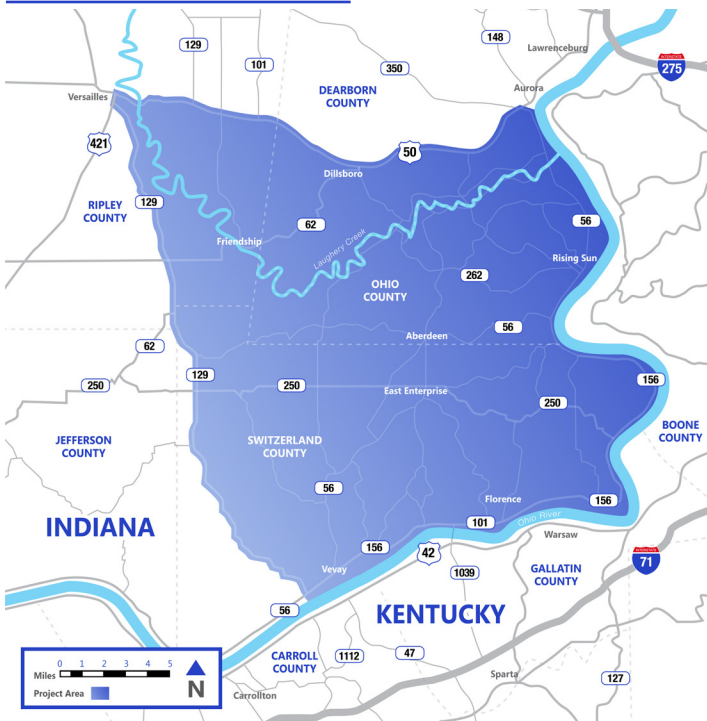 129
148
Lawrenceburg
101
350
275
DEARBORN
COUNTY
Aurora
Versailles
421
50
Dillsboro
RIPLEY
COUNTY
129
62
56
Friendship
Laughery Creek
Rising Sun
OHIO
COUNTY
262
56
Aberdeen
62
129
250
250
East Enterprise
156
250
JEFFERSON
COUNTY
SWITZERLAND
COUNTY
BOONE
COUNTY
56
Florence
156
101
Ohio River
INDIANA
156
42
Warsaw
71
Vevay
1039
GALLATIN
COUNTY
56
KENTUCKY
CARROLL
COUNTY
1112
47
Miles
0 1 2 3 4 5
N
Project Area
Sparta
127
Carrollton